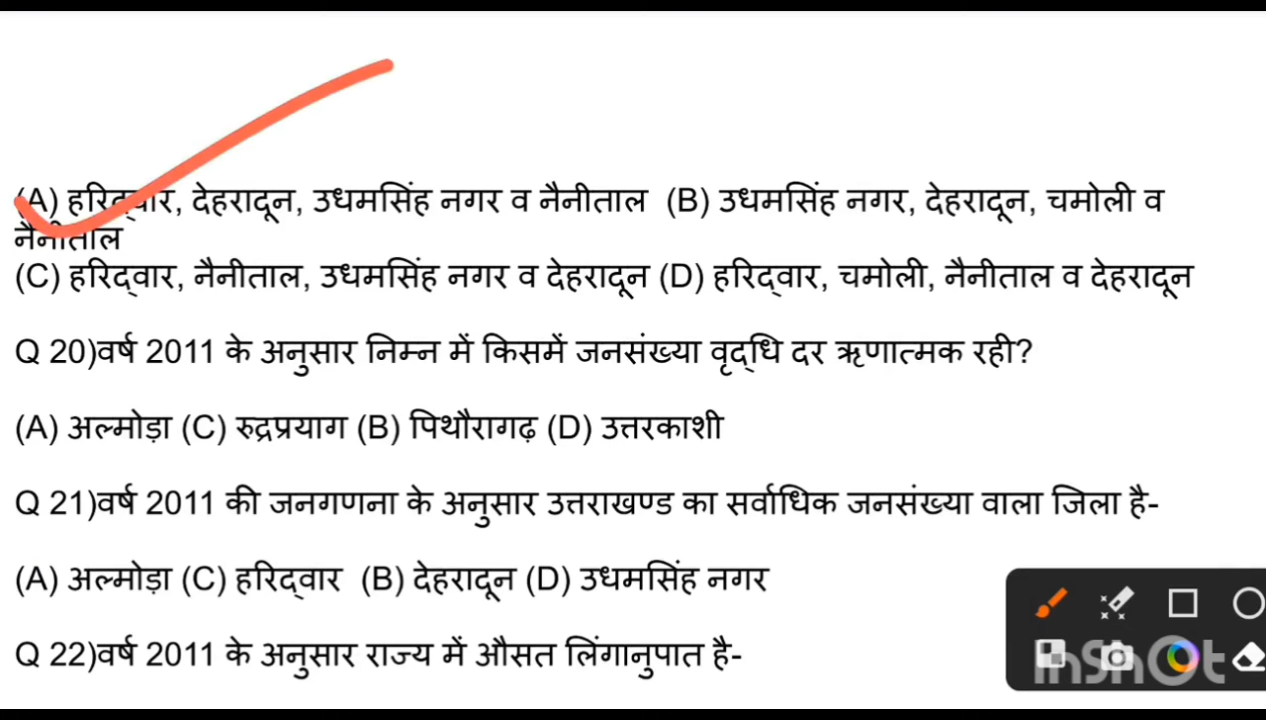 (A) हरिद्वार, देहरादून, उधमसिंह नगर व नैनीताल (B) उधमसिंह नगर, देहरादून, चमोली व
नैनीताल
(C) हरिद्वार, नैनीताल, उधमसिंह नगर व देहरादून (D) हरिद्वार, चमोली, नैनीताल व देहरादून
Q 20)वर्ष 2011 के अनुसार निम्न में किसमें जनसंख्या वृद्धि दर ऋणात्मक रही?
(A) अल्मोड़ा (C) रुद्रप्रयाग (B) पिथौरागढ़ (D) उत्तरकाशी
Q 21)वर्ष 2011 की जनगणना के अनुसार उत्तराखण्ड का सर्वाधिक जनसंख्या वाला जिला है-
(A) अल्मोड़ा (C) हरिद्वार (B) देहरादून (D) उधमसिंह नगर
Q 22)वर्ष 2011 के अनुसार राज्य में औसत लिंगानुपात है-
InShOt